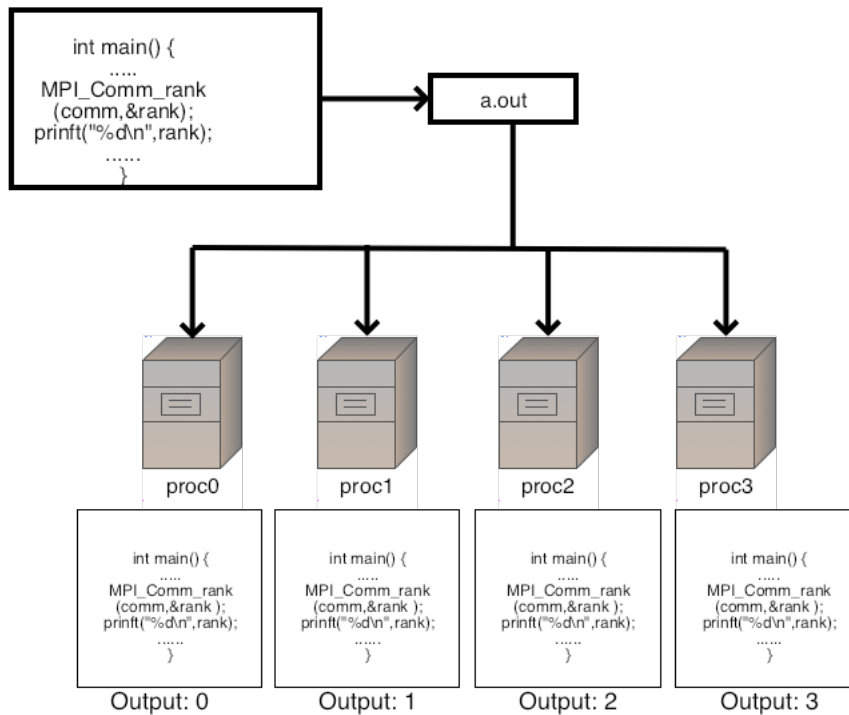 int main() {
.....
MPI_Comm_rank
(comm,&rank);
prinft("%d\n",rank);
......
}
a.out
proc0
proc1
proc2
proc3
int main() {
.....
MPI_Comm_rank
(comm,&rank );
prinft("%d\n",rank);
......
}
Output: 0
int main() {
.....
MPI_Comm_rank
(comm,&rank );
prinft("%d\n",rank);
......
}
Output: 1
int main() {
.....
MPI_Comm_rank
(comm,&rank );
prinft("%d\n",rank);
......
}
Output: 2
int main() {
.....
MPI_Comm_rank
(comm,&rank );
prinft("%d\n",rank);
......
}
Output: 3